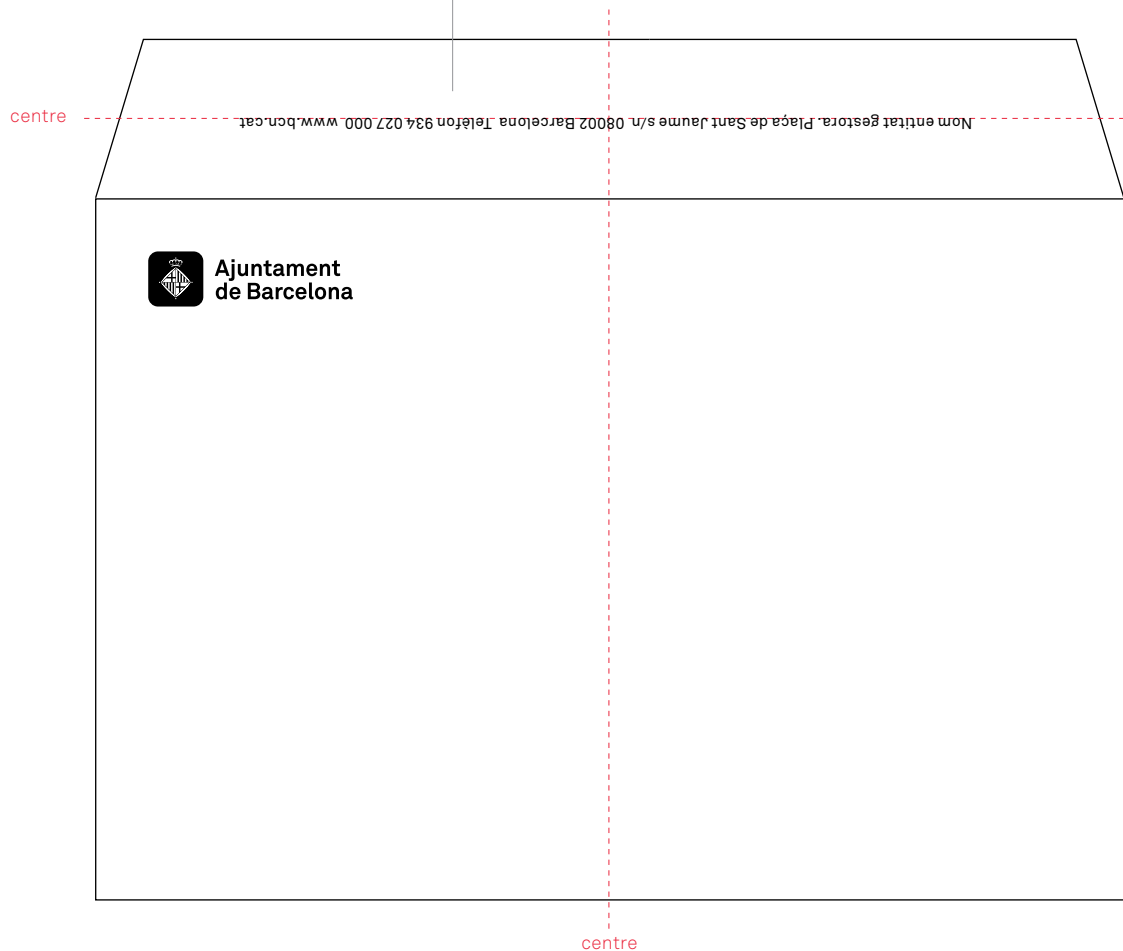 centre
Nom entitat gestora. Plaça de Sant Jaume s/n. 08002 Barcelona Telèfon 934 027 000 www.bcn.cat
Ajuntament
de Barcelona
centre